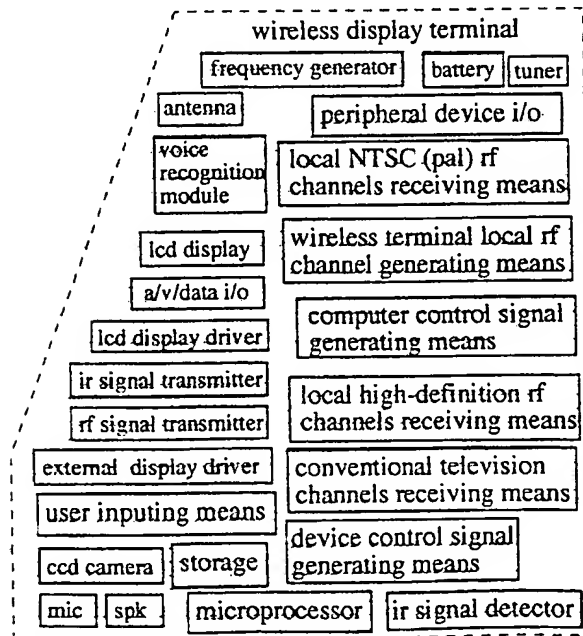 wireless display terminal
frequency generator
battery
tuner
antenna
peripheral device i/o
voice
recognition
module
local NTSC (pal) rf
channels receiving means
lcd display
wireless terminal local rf
channel generating means
a/v/data i/o
computer control signal
generating means
lcd display driver
ir signal transmitter
local high-definition rf
channels receiving means
rf signal transmitter
external display driver
conventional television
channels receiving means
user inputing means
device control signal
generating means
ccd camera
storage
mic
spk
microprocessor
ir signal detector